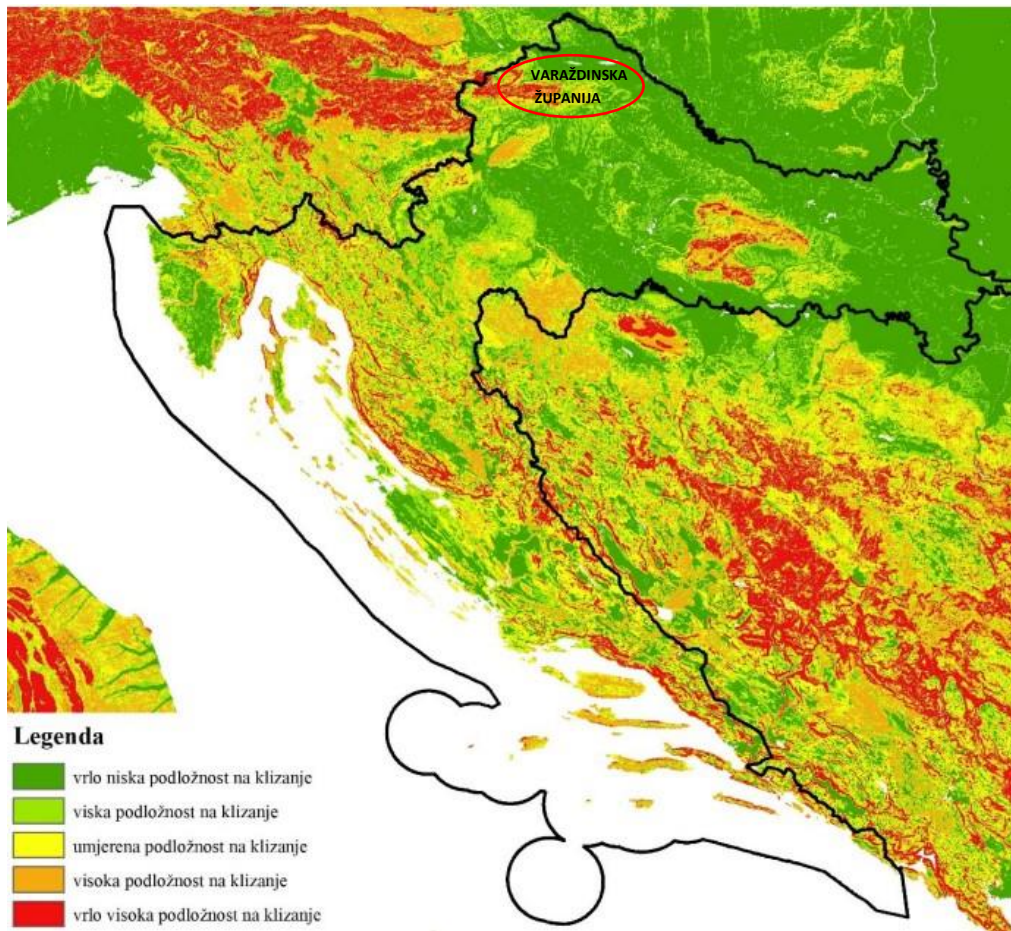 VARAŽDINSKA
ŽUPANIJA
Legenda
vrlo niska podložnost na klizanje
viska podložnost na klizanje
umjerena podložnost na klizanje
visoka podložnost na klizanje
vrlo visoka podložnost na klizanje